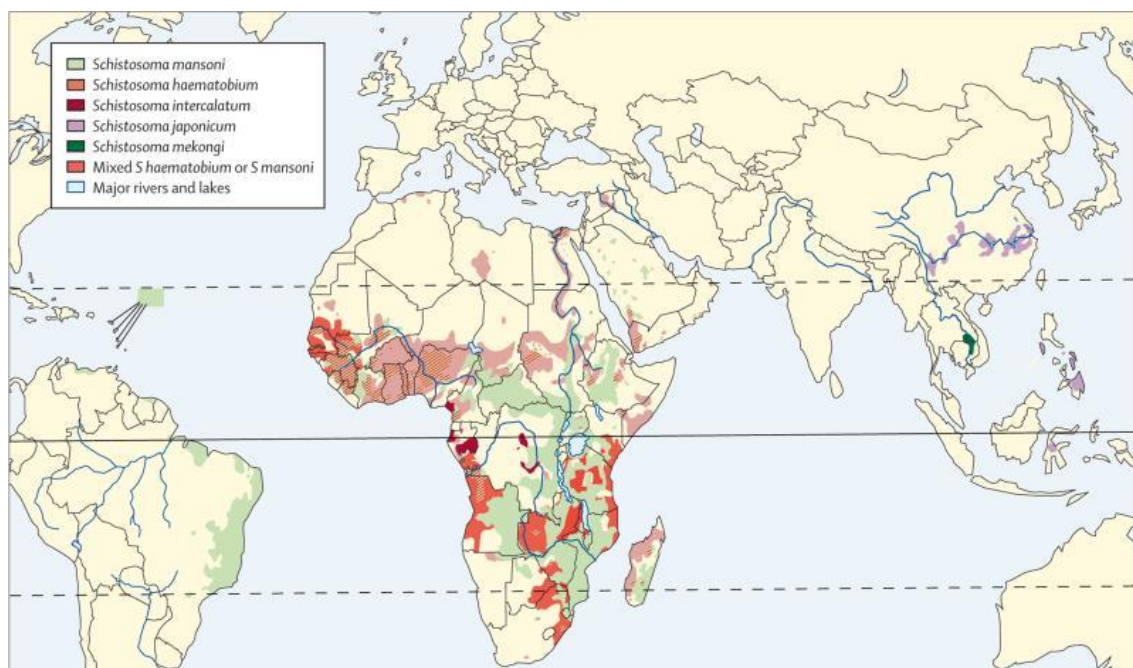 Schistosoma mansoni
Schistosoma haematobium
Schistosoma intercalatum
Schistosoma japonicum
Schistosoma mekongi
Mixed S haematobium or S mansoni
Major rivers and lakes